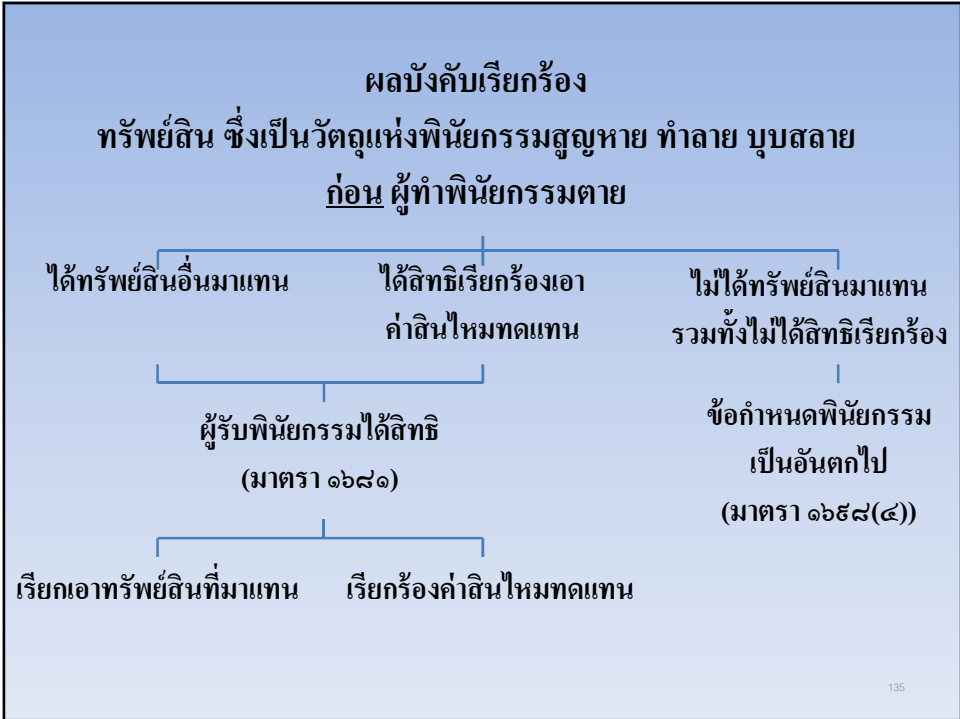 ผลบังคับเรียกร้อง
ทรัพย์สิน ซึ่งเป็นวัตถุแห่งพินัยกรรมสูญหาย ทำลาย บุบสลาย
ก่อน ผู้ทำพินัยกรรมตาย
ได้ทรัพย์สินอื่นมาแทน
ได้สิทธิเรียกร้องเอา
ค่าสินไหมทดแทน
ไม่ได้ทรัพย์สินมาแทน
รวมทั้งไม่ได้สิทธิเรียกร้อง
ผู้รับพินัยกรรมได้สิทธิ
(มาตรา ๑๖๘๑)
ข้อกำหนดพินัยกรรม
เป็นอันตกไป
(มาตรา ๑๖๙๘(๔))
เรียกเอาทรัพย์สินที่มาแทน
เรียกร้องค่าสินไหมทดแทน
135